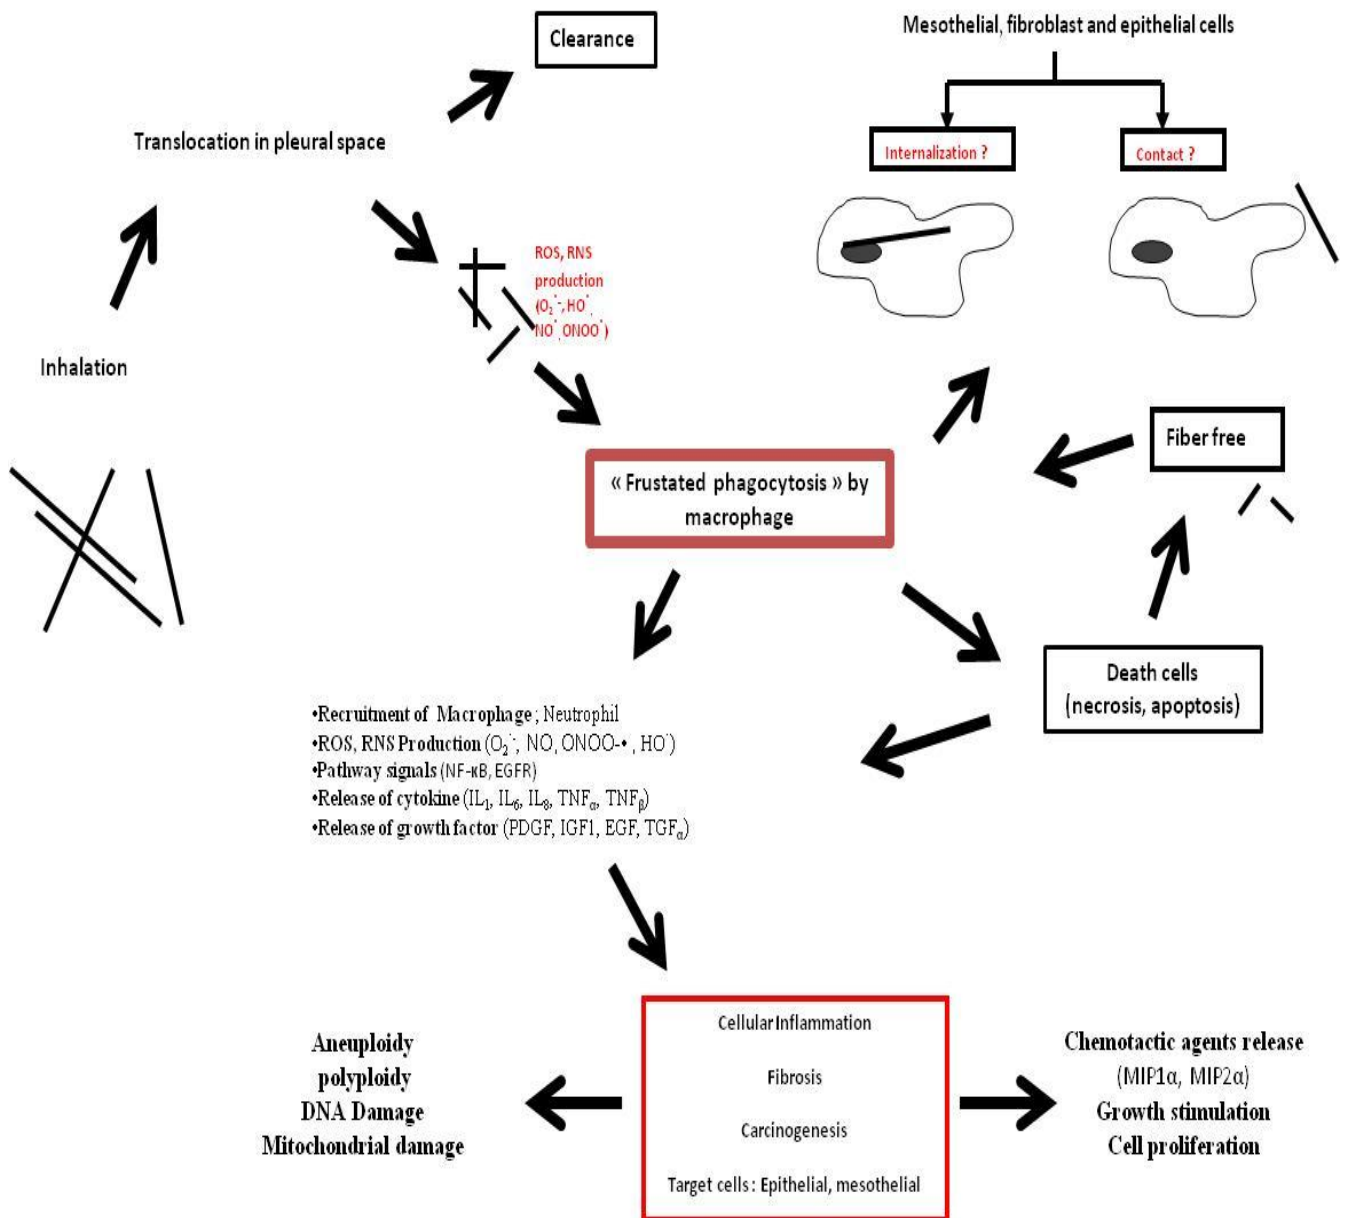 Clearance
Mesothelial, fibroblast and epithelial cells
Translocation in pleural space
Internalization ?
Contact ?
ROS, RNS
production
(O₂˙⁻, HO˙,
NO˙, ONOO˙)
Inhalation
Fiber free
« Frustated phagocytosis » by
macrophage
Death cells
(necrosis, apoptosis)
•Recruitment of Macrophage ; Neutrophil
•ROS, RNS Production (O₂˙⁻, NO, ONOO-• , HO˙)
•Pathway signals (NF-κB, EGFR)
•Release of cytokine (IL₁, IL₆, IL₈, TNFα, TNFβ)
•Release of growth factor (PDGF, IGF1, EGF, TGFα)
Cellular Inflammation
Fibrosis
Carcinogenesis
Target cells : Epithelial, mesothelial
Aneuploidy
polyploidy
DNA Damage
Mitochondrial damage
Chemotactic agents release
(MIP1α, MIP2α)
Growth stimulation
Cell proliferation